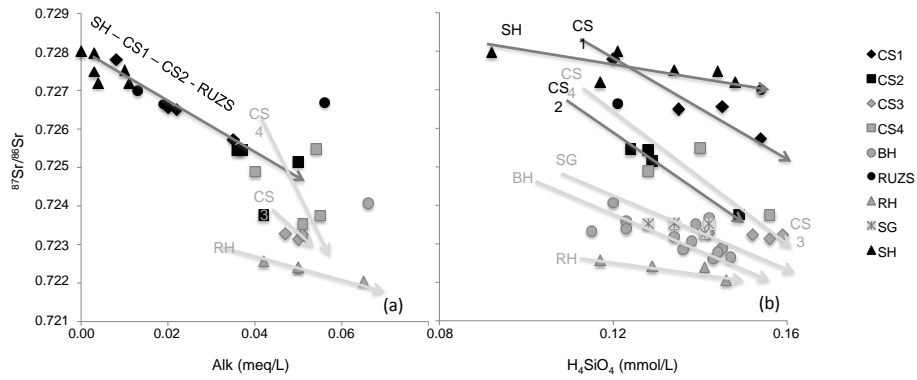 0.729
0.728
0.727
0.726
0.725
0.724
0.723
0.722
0.721
87Sr/86Sr
0.00
0.02
0.04
0.06
0.08
Alk (meq/L)
SH – CS1 – CS2 - RUZS
CS
4
CS
3
RH
(a)
SH
CS
1
CS
4
CS
2
SG
BH
RH
CS
3
(b)
0.12
0.16
H4SiO4 (mmol/L)
CS1
CS2
CS3
CS4
BH
RUZS
RH
SG
SH